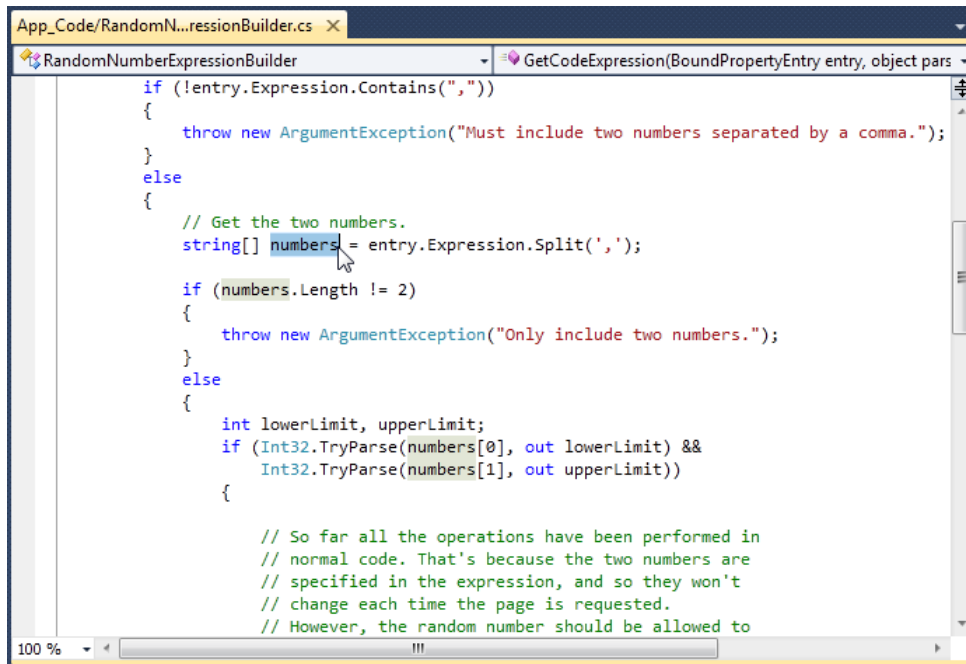 App_Code/RandomN...ressionBuilder.cs
RandomNumberExpressionBuilder GetCodeExpression(BoundPropertyEntry entry, object pars
if (!entry.Expression.Contains(","))
{
throw new ArgumentException("Must include two numbers separated by a comma.");
}
else
{
// Get the two numbers.
string[] numbers = entry.Expression.Split(',');
if (numbers.Length != 2)
{
throw new ArgumentException("Only include two numbers.");
}
else
{
int lowerLimit, upperLimit;
if (Int32.TryParse(numbers[0], out lowerLimit) &&
Int32.TryParse(numbers[1], out upperLimit))
{
// So far all the operations have been performed in
// normal code. That's because the two numbers are
// specified in the expression, and so they won't
// change each time the page is requested.
// However, the random number should be allowed to
100 %